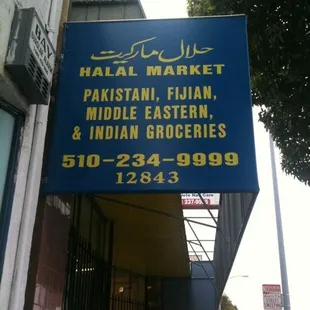 حلال مارکیت
HALAL MARKET
PAKISTANI, FIJIAN,
MIDDLE EASTERN,
& INDIAN GROCERIES
510-234-9999
12843